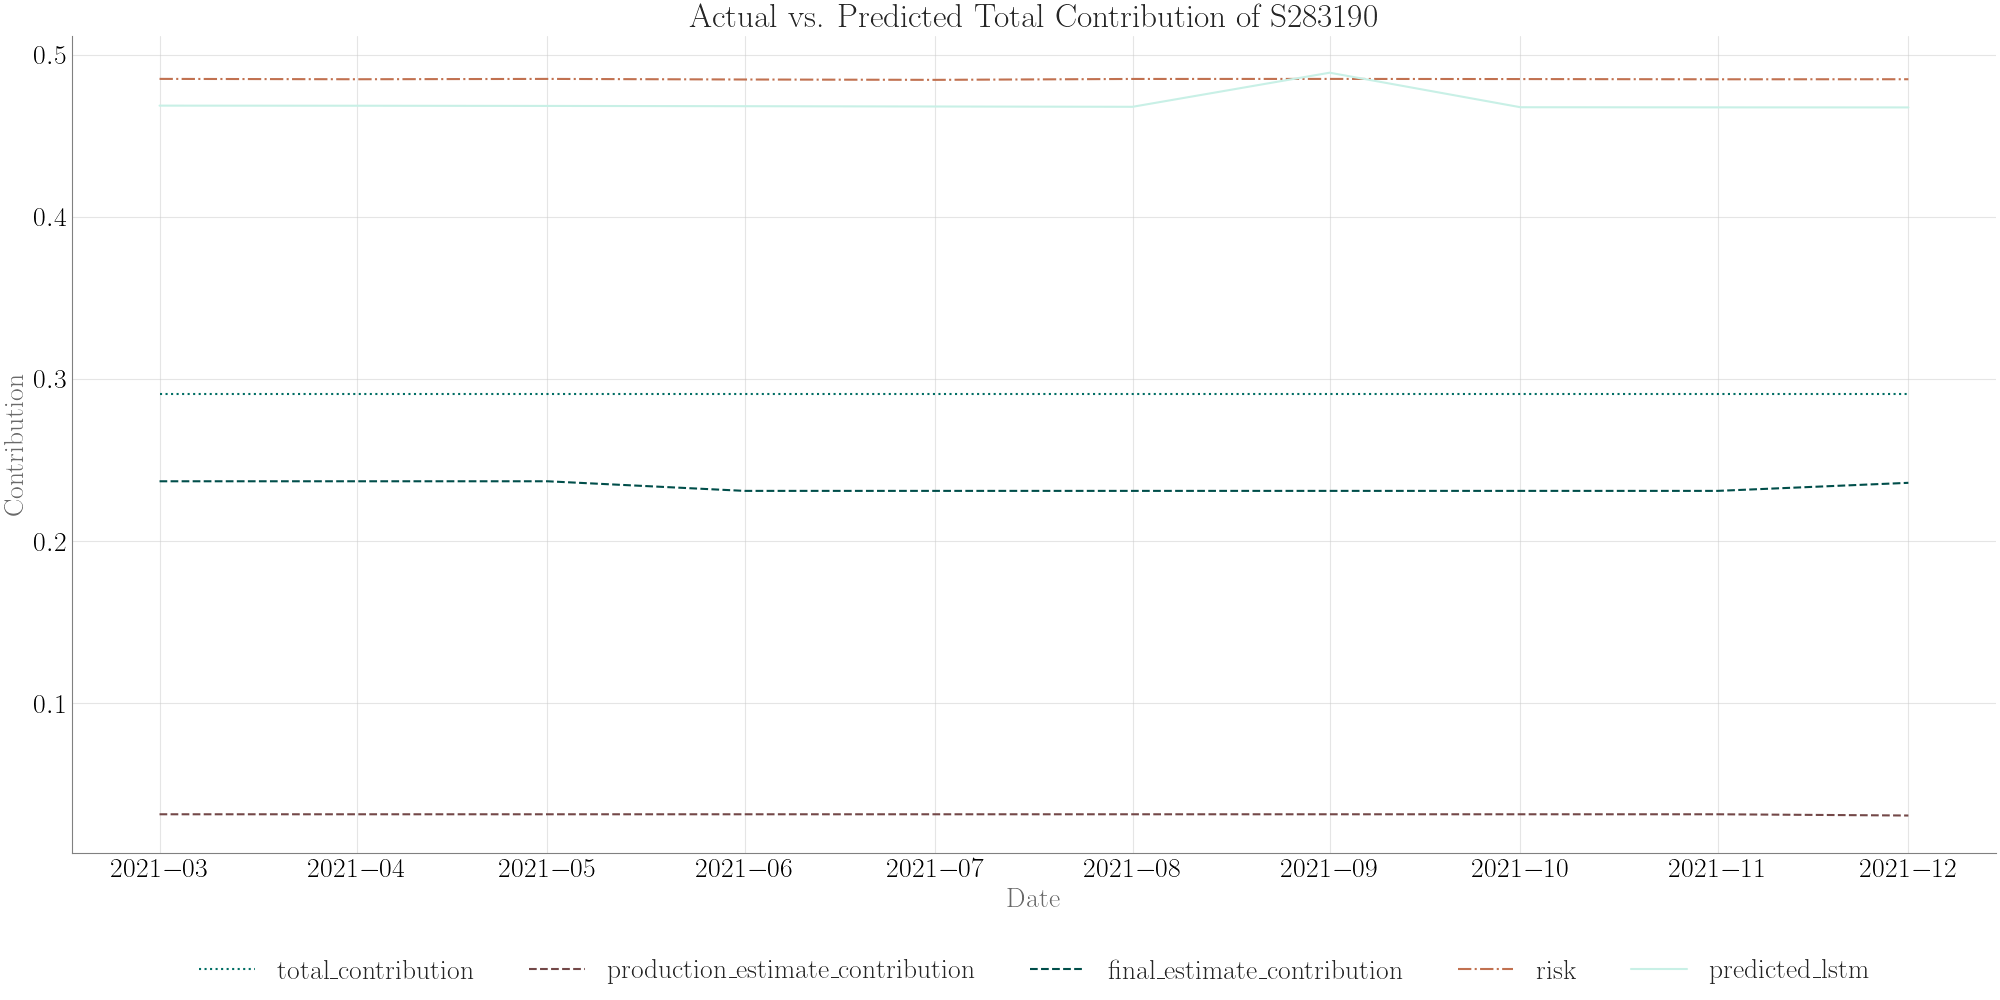 Actual vs. Predicted Total Contribution of S283190
0.5
0.4
0.3
0.2
0.1
Contribution
2021−03 2021−04 2021−05 2021−06 2021−07 2021−08 2021−09 2021−10 2021−11 2021−12
Date
total_contribution production_estimate_contribution final_estimate_contribution risk predicted_lstm